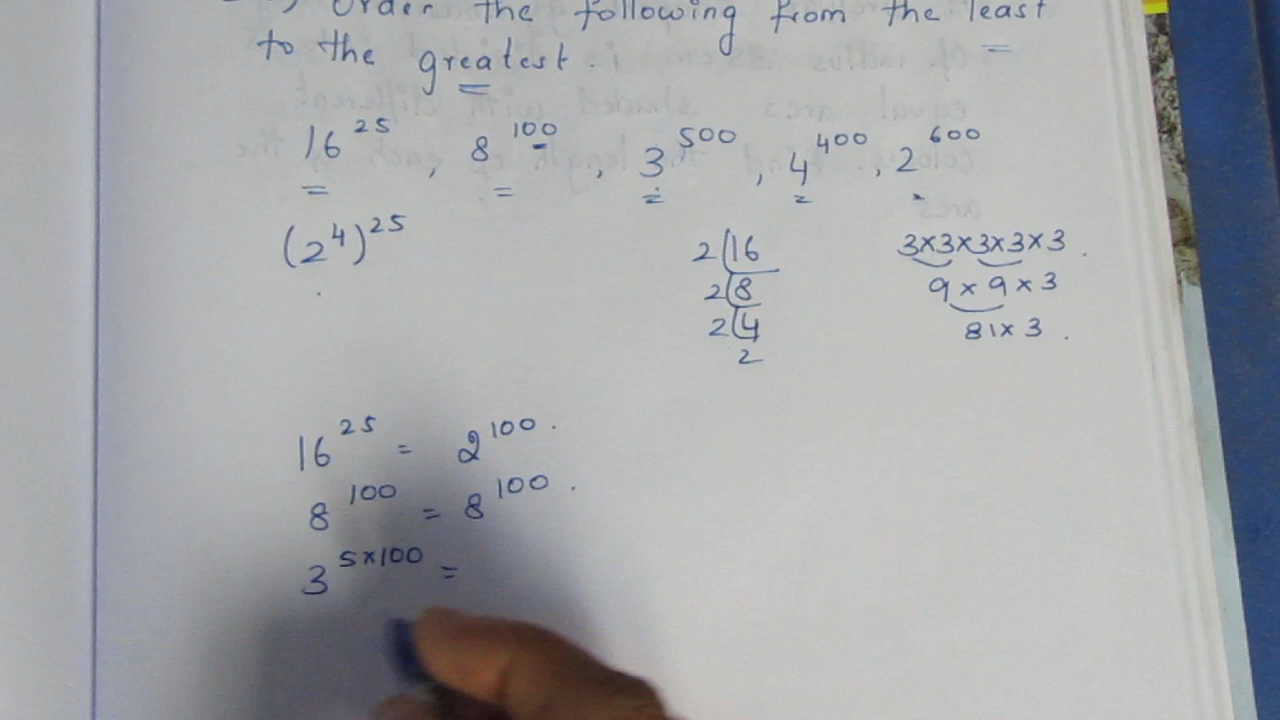 Order the following from the least
to the greatest.
16^25, 8^100, 3^500, 4^400, 2^600
(2^4)^25
2|16
2|8
2|4
2
3×3×3×3×3.
9×9×3
81×3.
16^25 = 2^100.
8^100 = 8^100.
3^5×100 =